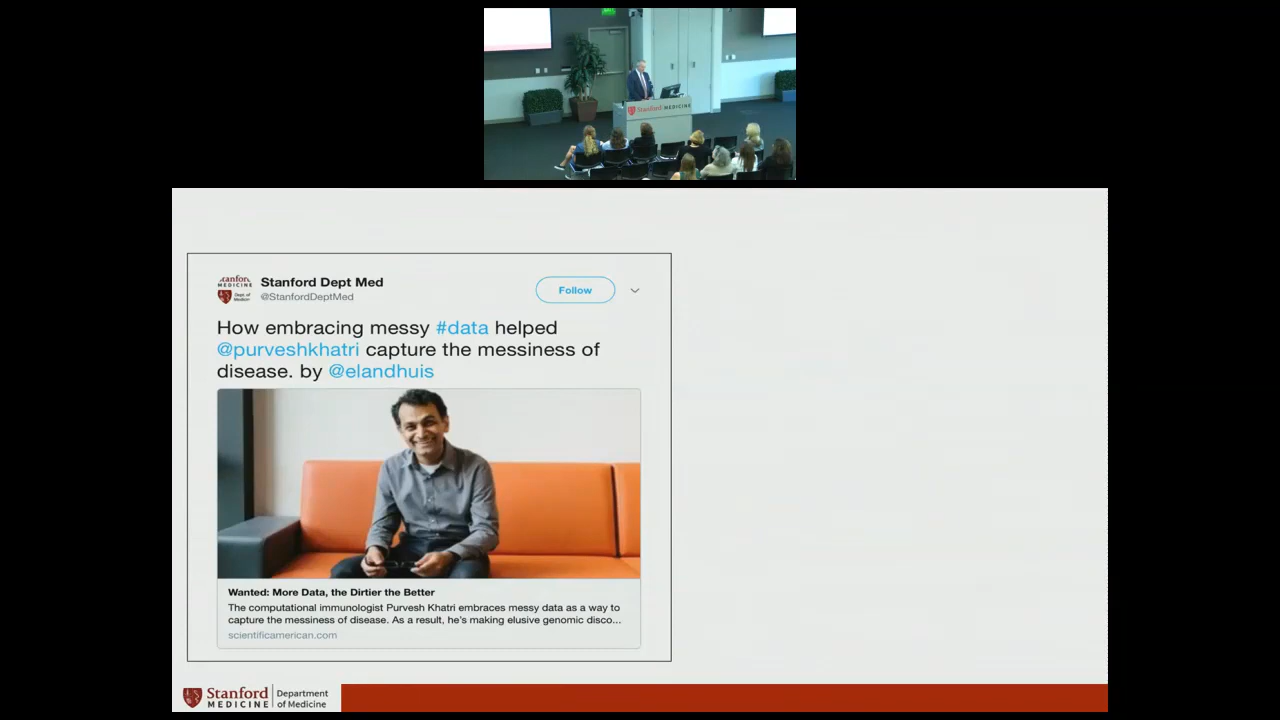 Stanford MEDICINE
Stanford Dept Med
@StanfordDeptMed
Follow
How embracing messy #data helped
@purveshkhatri capture the messiness of
disease. by @elandhuis
Wanted: More Data, the Dirtier the Better
The computational immunologist Purvesh Khatri embraces messy data as a way to
capture the messiness of disease. As a result, he's making elusive genomic disco...
scientificamerican.com
Stanford
MEDICINE
Department
of Medicine